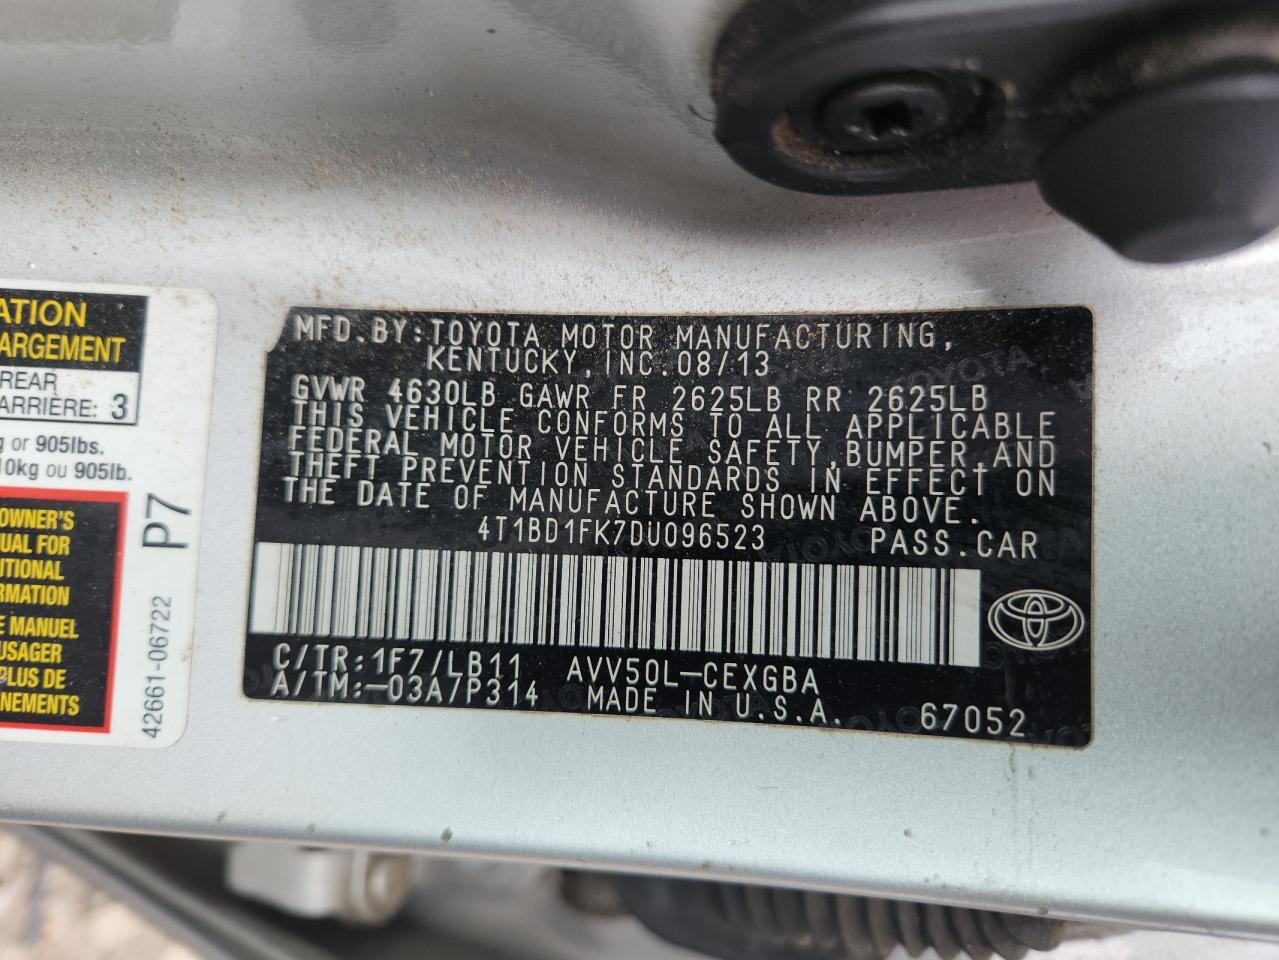 ATION
ARGEMENT
REAR
ARRIÈRE: 3
g or 905lbs.
10kg ou 905lb.
OWNER'S
UAL FOR
ITIONAL
RMATION
E MANUEL
USAGER
PLUS DE
NEMENTS
P7
42661-06722
MFD.BY:TOYOTA MOTOR MANUFACTURING,
KENTUCKY,INC.08/13
GVWR 4630LB GAWR FR 2625LB RR 2625LB
THIS VEHICLE CONFORMS TO ALL APPLICABLE
FEDERAL MOTOR VEHICLE SAFETY,BUMPER,AND
THEFT PREVENTION STANDARDS IN EFFECT ON
THE DATE OF MANUFACTURE SHOWN ABOVE.
4T1BD1FK7DU096523 PASS.CAR
C/TR:1F7/LB11 AVV50L-CEXGBA
A/TM:-03A/P314 MADE IN U.S.A. 67052